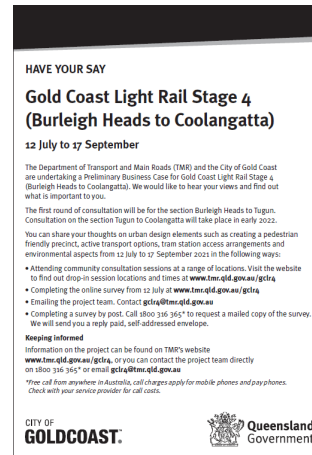 HAVE YOUR SAY
Gold Coast Light Rail Stage 4
(Burleigh Heads to Coolangatta)
12 July to 17 September
The Department of Transport and Main Roads (TMR) and the City of Gold Coast
are undertaking a Preliminary Business Case for Gold Coast Light Rail Stage 4
(Burleigh Heads to Coolangatta). We would like to hear your views and find out
what is important to you.
The first round of consultation will be for the section Burleigh Heads to Tugun.
Consultation on the section Tugun to Coolangatta will take place in early 2022.
You can share your thoughts on urban design elements such as creating a pedestrian
friendly precinct, active transport options, tram station access arrangements and
environmental aspects from 12 July to 17 September 2021 in the following ways:
• Attending community consultation sessions at a range of locations. Visit the website
to find out drop-in session locations and times at www.tmr.qld.gov.au/gclr4
• Completing the online survey from 12 July at www.tmr.qld.gov.au/gclr4
• Emailing the project team. Contact gclr4@tmr.qld.gov.au
• Completing a survey by post. Call 1800 316 365* to request a mailed copy of the survey.
We will send you a reply paid, self-addressed envelope.
Keeping informed
Information on the project can be found on TMR's website
www.tmr.qld.gov.au/gclr4, or you can contact the project team directly
on 1800 316 365* or email gclr4@tmr.qld.gov.au
*Free call from anywhere in Australia, call charges apply for mobile phones and pay phones.
Check with your service provider for call costs.
CITY OF
GOLDCOAST.
Queensland
Government